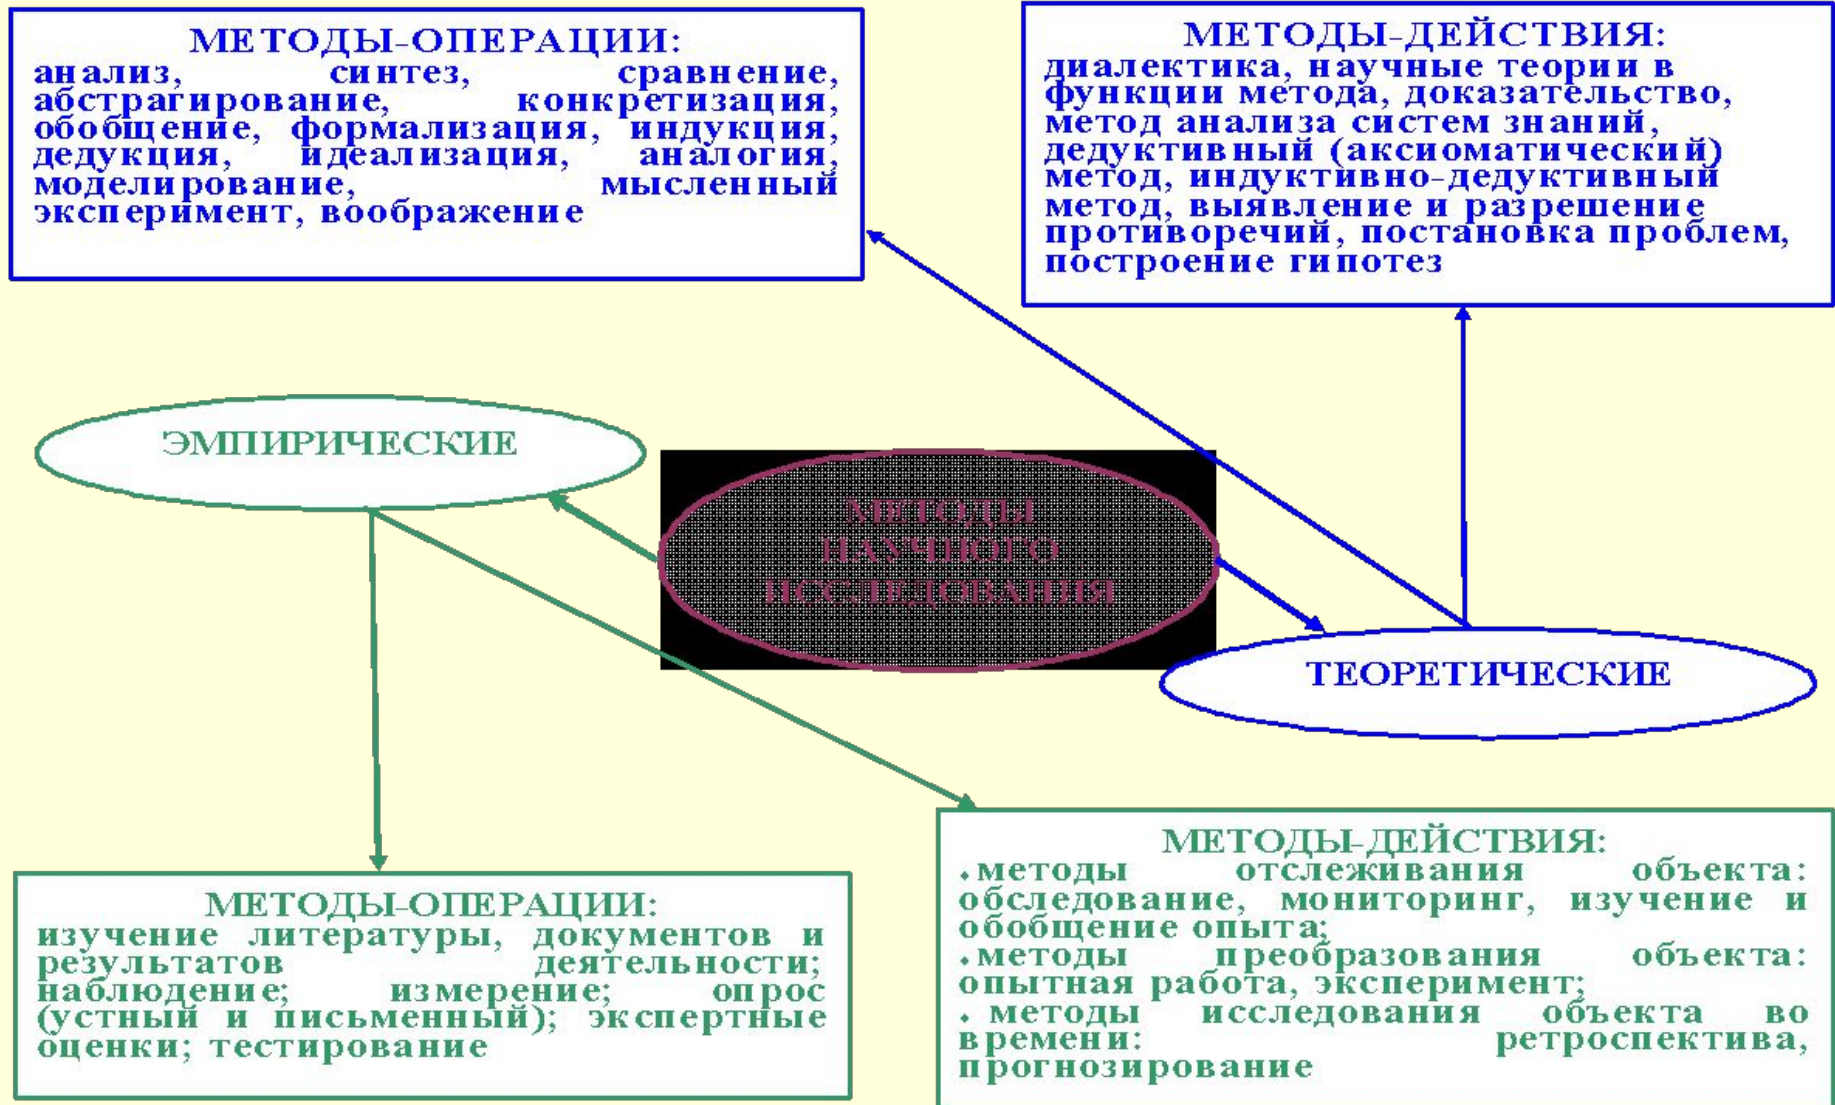 МЕТОДЫ-ОПЕРАЦИИ:
анализ, синтез, сравнение,
абстрагирование, конкретизация,
обобщение, формализация, индукция,
дедукция, идеализация, аналогия,
моделирование, мысленный
эксперимент, воображение
МЕТОДЫ-ДЕЙСТВИЯ:
диалектика, научные теории в
функции метода, доказательство,
метод анализа систем знаний,
дедуктивный (аксиоматический)
метод, индуктивно-дедуктивный
метод, выявление и разрешение
противоречий, постановка проблем,
построение гипотез
ЭМПИРИЧЕСКИЕ
МЕТОДЫ
НАУЧНОГО
ИССЛЕДОВАНИЯ
ТЕОРЕТИЧЕСКИЕ
МЕТОДЫ-ОПЕРАЦИИ:
изучение литературы, документов и
результатов деятельности;
наблюдение; измерение; опрос
(устный и письменный); экспертные
оценки; тестирование
МЕТОДЫ-ДЕЙСТВИЯ:
•методы отслеживания объекта:
обследование, мониторинг, изучение и
обобщение опыта;
•методы преобразования объекта:
опытная работа, эксперимент;
• методы исследования объекта во
времени: ретроспектива,
прогнозирование